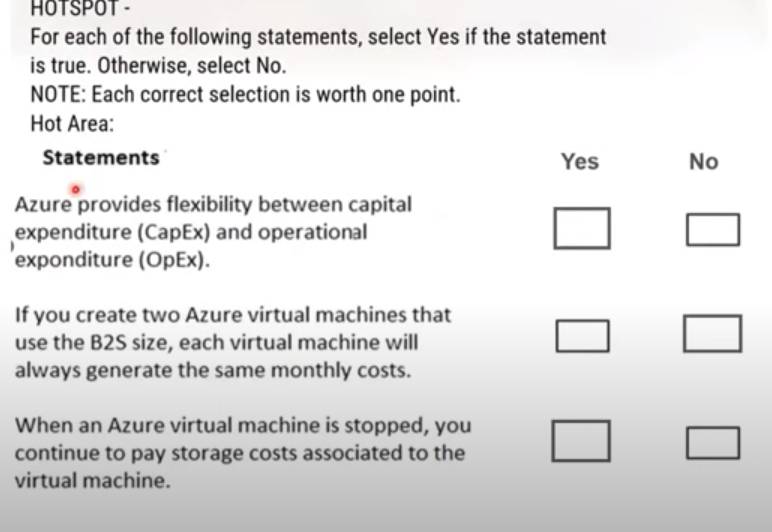 HOTSPOT -
For each of the following statements, select Yes if the statement
is true. Otherwise, select No.
NOTE: Each correct selection is worth one point.
Hot Area:
Statements Yes No
Azure provides flexibility between capital
expenditure (CapEx) and operational
exponditure (OpEx).
If you create two Azure virtual machines that
use the B2S size, each virtual machine will
always generate the same monthly costs.
When an Azure virtual machine is stopped, you
continue to pay storage costs associated to the
virtual machine.